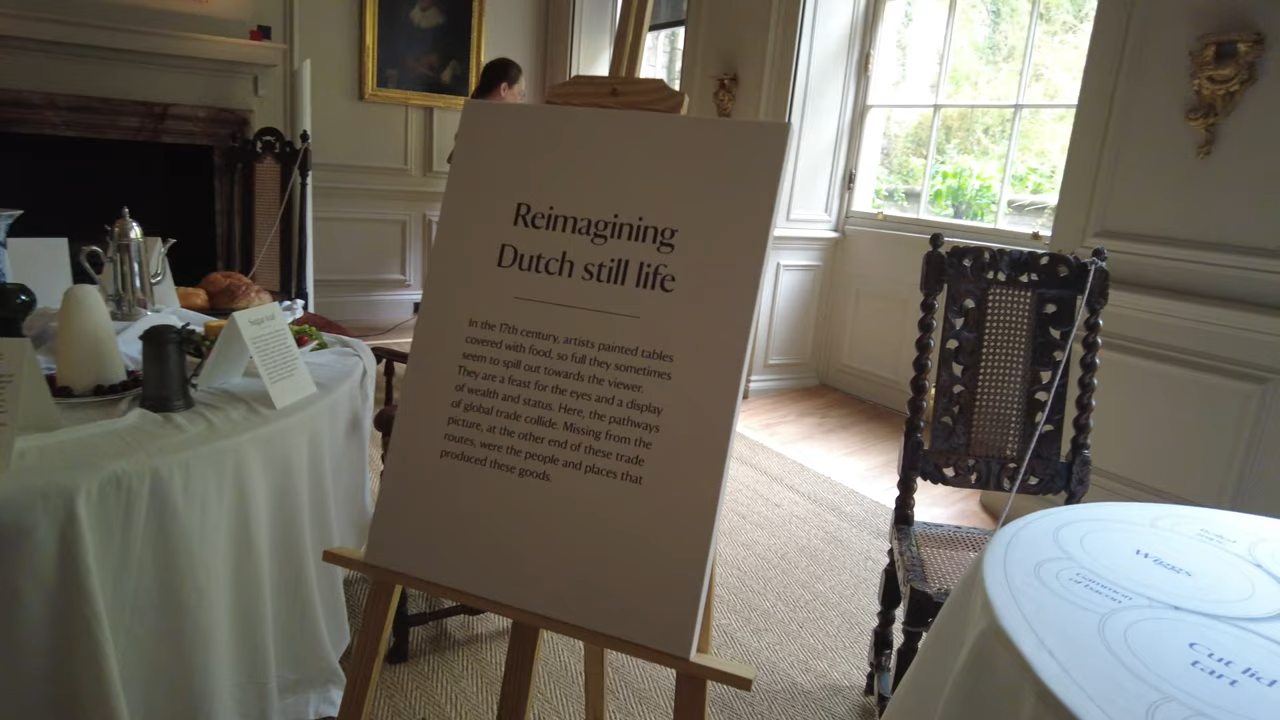 Reimagining
Dutch still life
In the 17th century, artists painted tables
covered with food, so full they sometimes
seem to spill out towards the viewer.
They are a feast for the eyes and a display
of wealth and status. Here, the pathways
of global trade collide. Missing from the
picture, at the other end of these trade
routes, were the people and places that
produced these goods.
Sugar loaf
Wiggs
Gammon
of bacon
Cut lid
tart